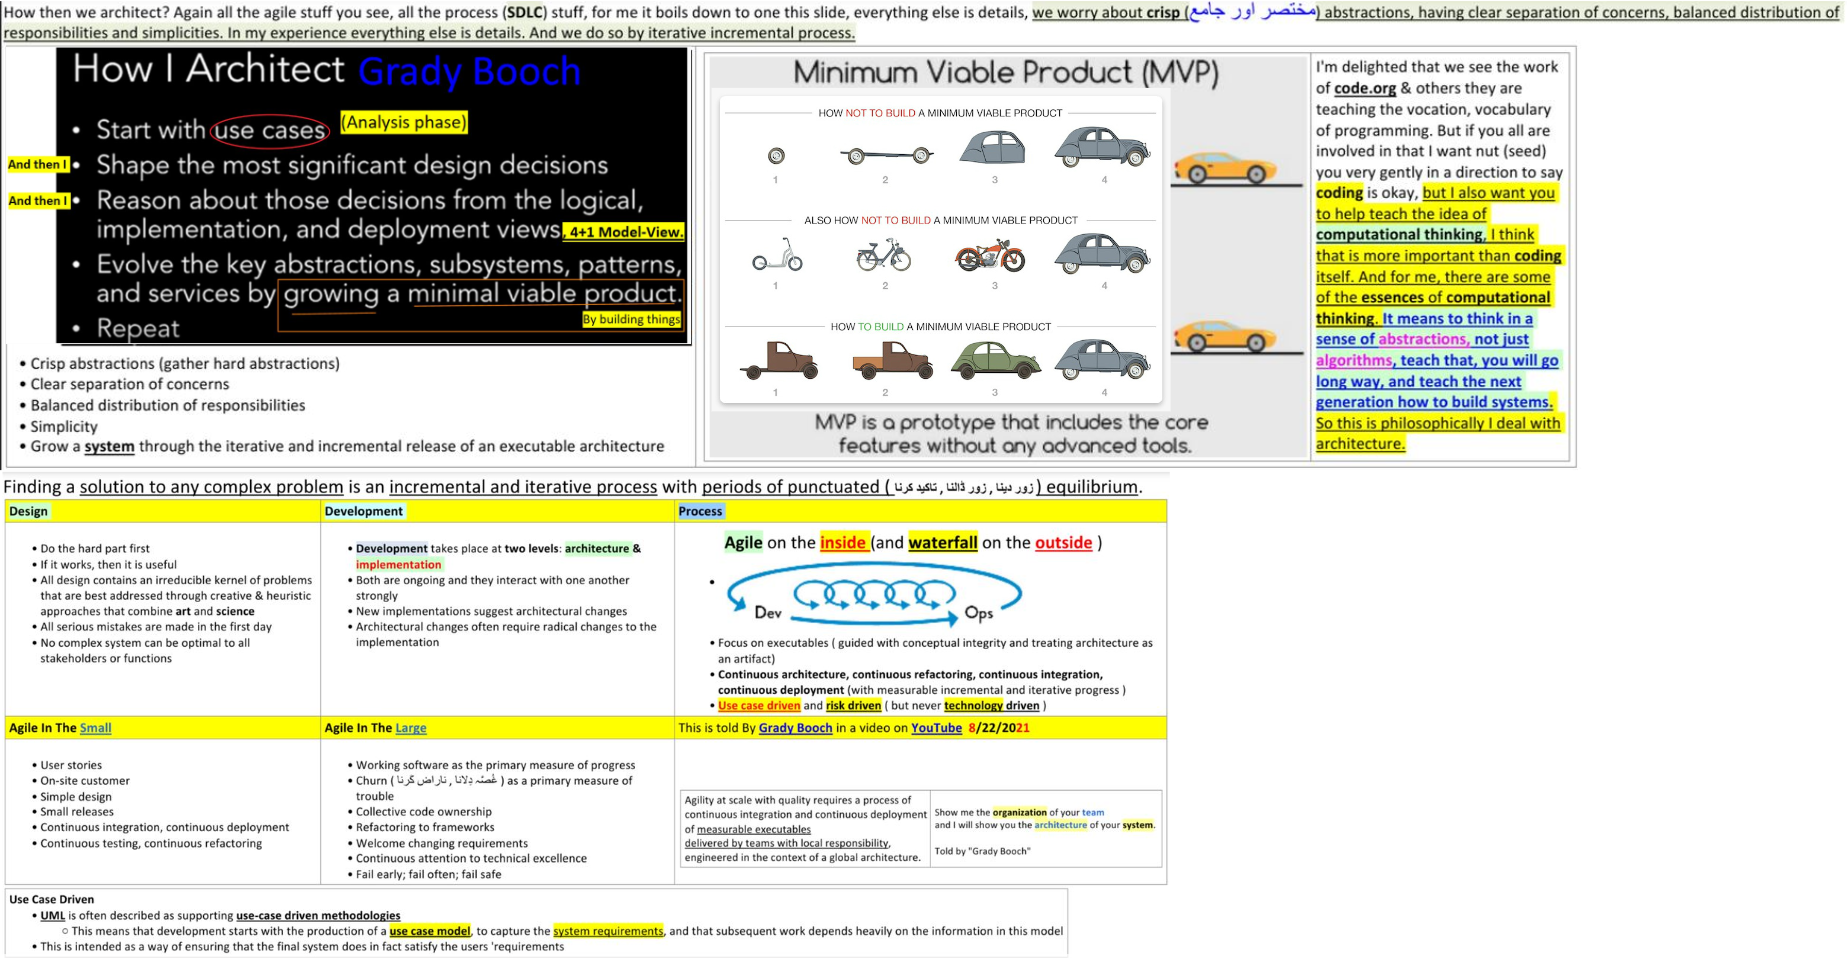 How then we architect? Again all the agile stuff you see, all the process (SDLC) stuff, for me it boils down to one this slide, everything else is details, we worry about crisp (مختصر اور جامع) abstractions, having clear separation of concerns, balanced distribution of
responsibilities and simplicities. In my experience everything else is details. And we do so by iterative incremental process.
How I Architect Grady Booch
• Start with use cases (Analysis phase)
And then I • Shape the most significant design decisions
And then I • Reason about those decisions from the logical,
implementation, and deployment views, 4+1 Model-View.
• Evolve the key abstractions, subsystems, patterns,
and services by growing a minimal viable product.
By building things
• Repeat
• Crisp abstractions (gather hard abstractions)
• Clear separation of concerns
• Balanced distribution of responsibilities
• Simplicity
• Grow a system through the iterative and incremental release of an executable architecture
Minimum Viable Product (MVP)
HOW NOT TO BUILD A MINIMUM VIABLE PRODUCT
1 2 3 4
ALSO HOW NOT TO BUILD A MINIMUM VIABLE PRODUCT
1 2 3 4
HOW TO BUILD A MINIMUM VIABLE PRODUCT
1 2 3 4
MVP is a prototype that includes the core
features without any advanced tools.
I'm delighted that we see the work
of code.org & others they are
teaching the vocation, vocabulary
of programming. But if you all are
involved in that I want nut (seed)
you very gently in a direction to say
coding is okay, but I also want you
to help teach the idea of
computational thinking, I think
that is more important than coding
itself. And for me, there are some
of the essences of computational
thinking. It means to think in a
sense of abstractions, not just
algorithms, teach that, you will go
long way, and teach the next
generation how to build systems.
So this is philosophically I deal with
architecture.
Finding a solution to any complex problem is an incremental and iterative process with periods of punctuated ( زور دینا , زور ڈالنا , تاکید کرنا ) equilibrium.
Design
• Do the hard part first
• If it works, then it is useful
• All design contains an irreducible kernel of problems
that are best addressed through creative & heuristic
approaches that combine art and science
• All serious mistakes are made in the first day
• No complex system can be optimal to all
stakeholders or functions
Development
• Development takes place at two levels: architecture &
implementation
• Both are ongoing and they interact with one another
strongly
• New implementations suggest architectural changes
• Architectural changes often require radical changes to the
implementation
Process
Agile on the inside (and waterfall on the outside )
•
Dev Ops
• Focus on executables ( guided with conceptual integrity and treating architecture as
an artifact)
• Continuous architecture, continuous refactoring, continuous integration,
continuous deployment (with measurable incremental and iterative progress )
• Use case driven and risk driven ( but never technology driven )
Agile In The Small
• User stories
• On-site customer
• Simple design
• Small releases
• Continuous integration, continuous deployment
• Continuous testing, continuous refactoring
Agile In The Large
• Working software as the primary measure of progress
• Churn ( غُصّہ دِلانا , ناراض کرنا ) as a primary measure of
trouble
• Collective code ownership
• Refactoring to frameworks
• Welcome changing requirements
• Continuous attention to technical excellence
• Fail early; fail often; fail safe
This is told By Grady Booch in a video on YouTube 8/22/2021
Agility at scale with quality requires a process of
continuous integration and continuous deployment
of measurable executables
delivered by teams with local responsibility,
engineered in the context of a global architecture.
Show me the organization of your team
and I will show you the architecture of your system.
Told by "Grady Booch"
Use Case Driven
• UML is often described as supporting use-case driven methodologies
○ This means that development starts with the production of a use case model, to capture the system requirements, and that subsequent work depends heavily on the information in this model
• This is intended as a way of ensuring that the final system does in fact satisfy the users 'requirements